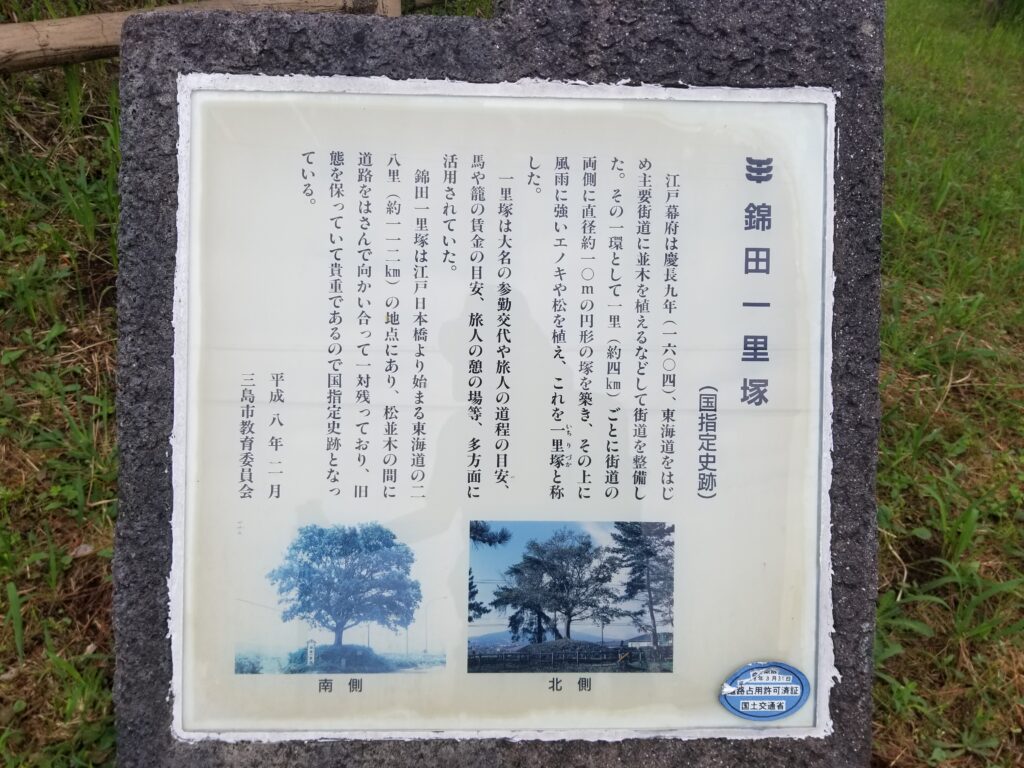 錦田一里塚
(国指定史跡)
江戸幕府は慶長九年(一六〇四)、東海道をはじ
め主要街道に並木を植えるなどして街道を整備し
た。その一環として一里(約四㎞)ごとに街道の
両側に直径約一〇mの円形の塚を築き、その上に
風雨に強いエノキや松を植え、これを一里塚と称
いちりづか
した。
一里塚は大名の参勤交代や旅人の道程の目安、
馬や籠の賃金の目安、旅人の憩の場等、多方面に
活用されていた。
錦田一里塚は江戸日本橋より始まる東海道の二
八里(約一一二㎞)の地点にあり、松並木の間に
道路をはさんで向かい合って一対残っており、旧
態を保っていて貴重であるので国指定史跡となっ
ている。
平成八年二月
三島市教育委員会
南側
北側
路占用許可済証
国土交通省